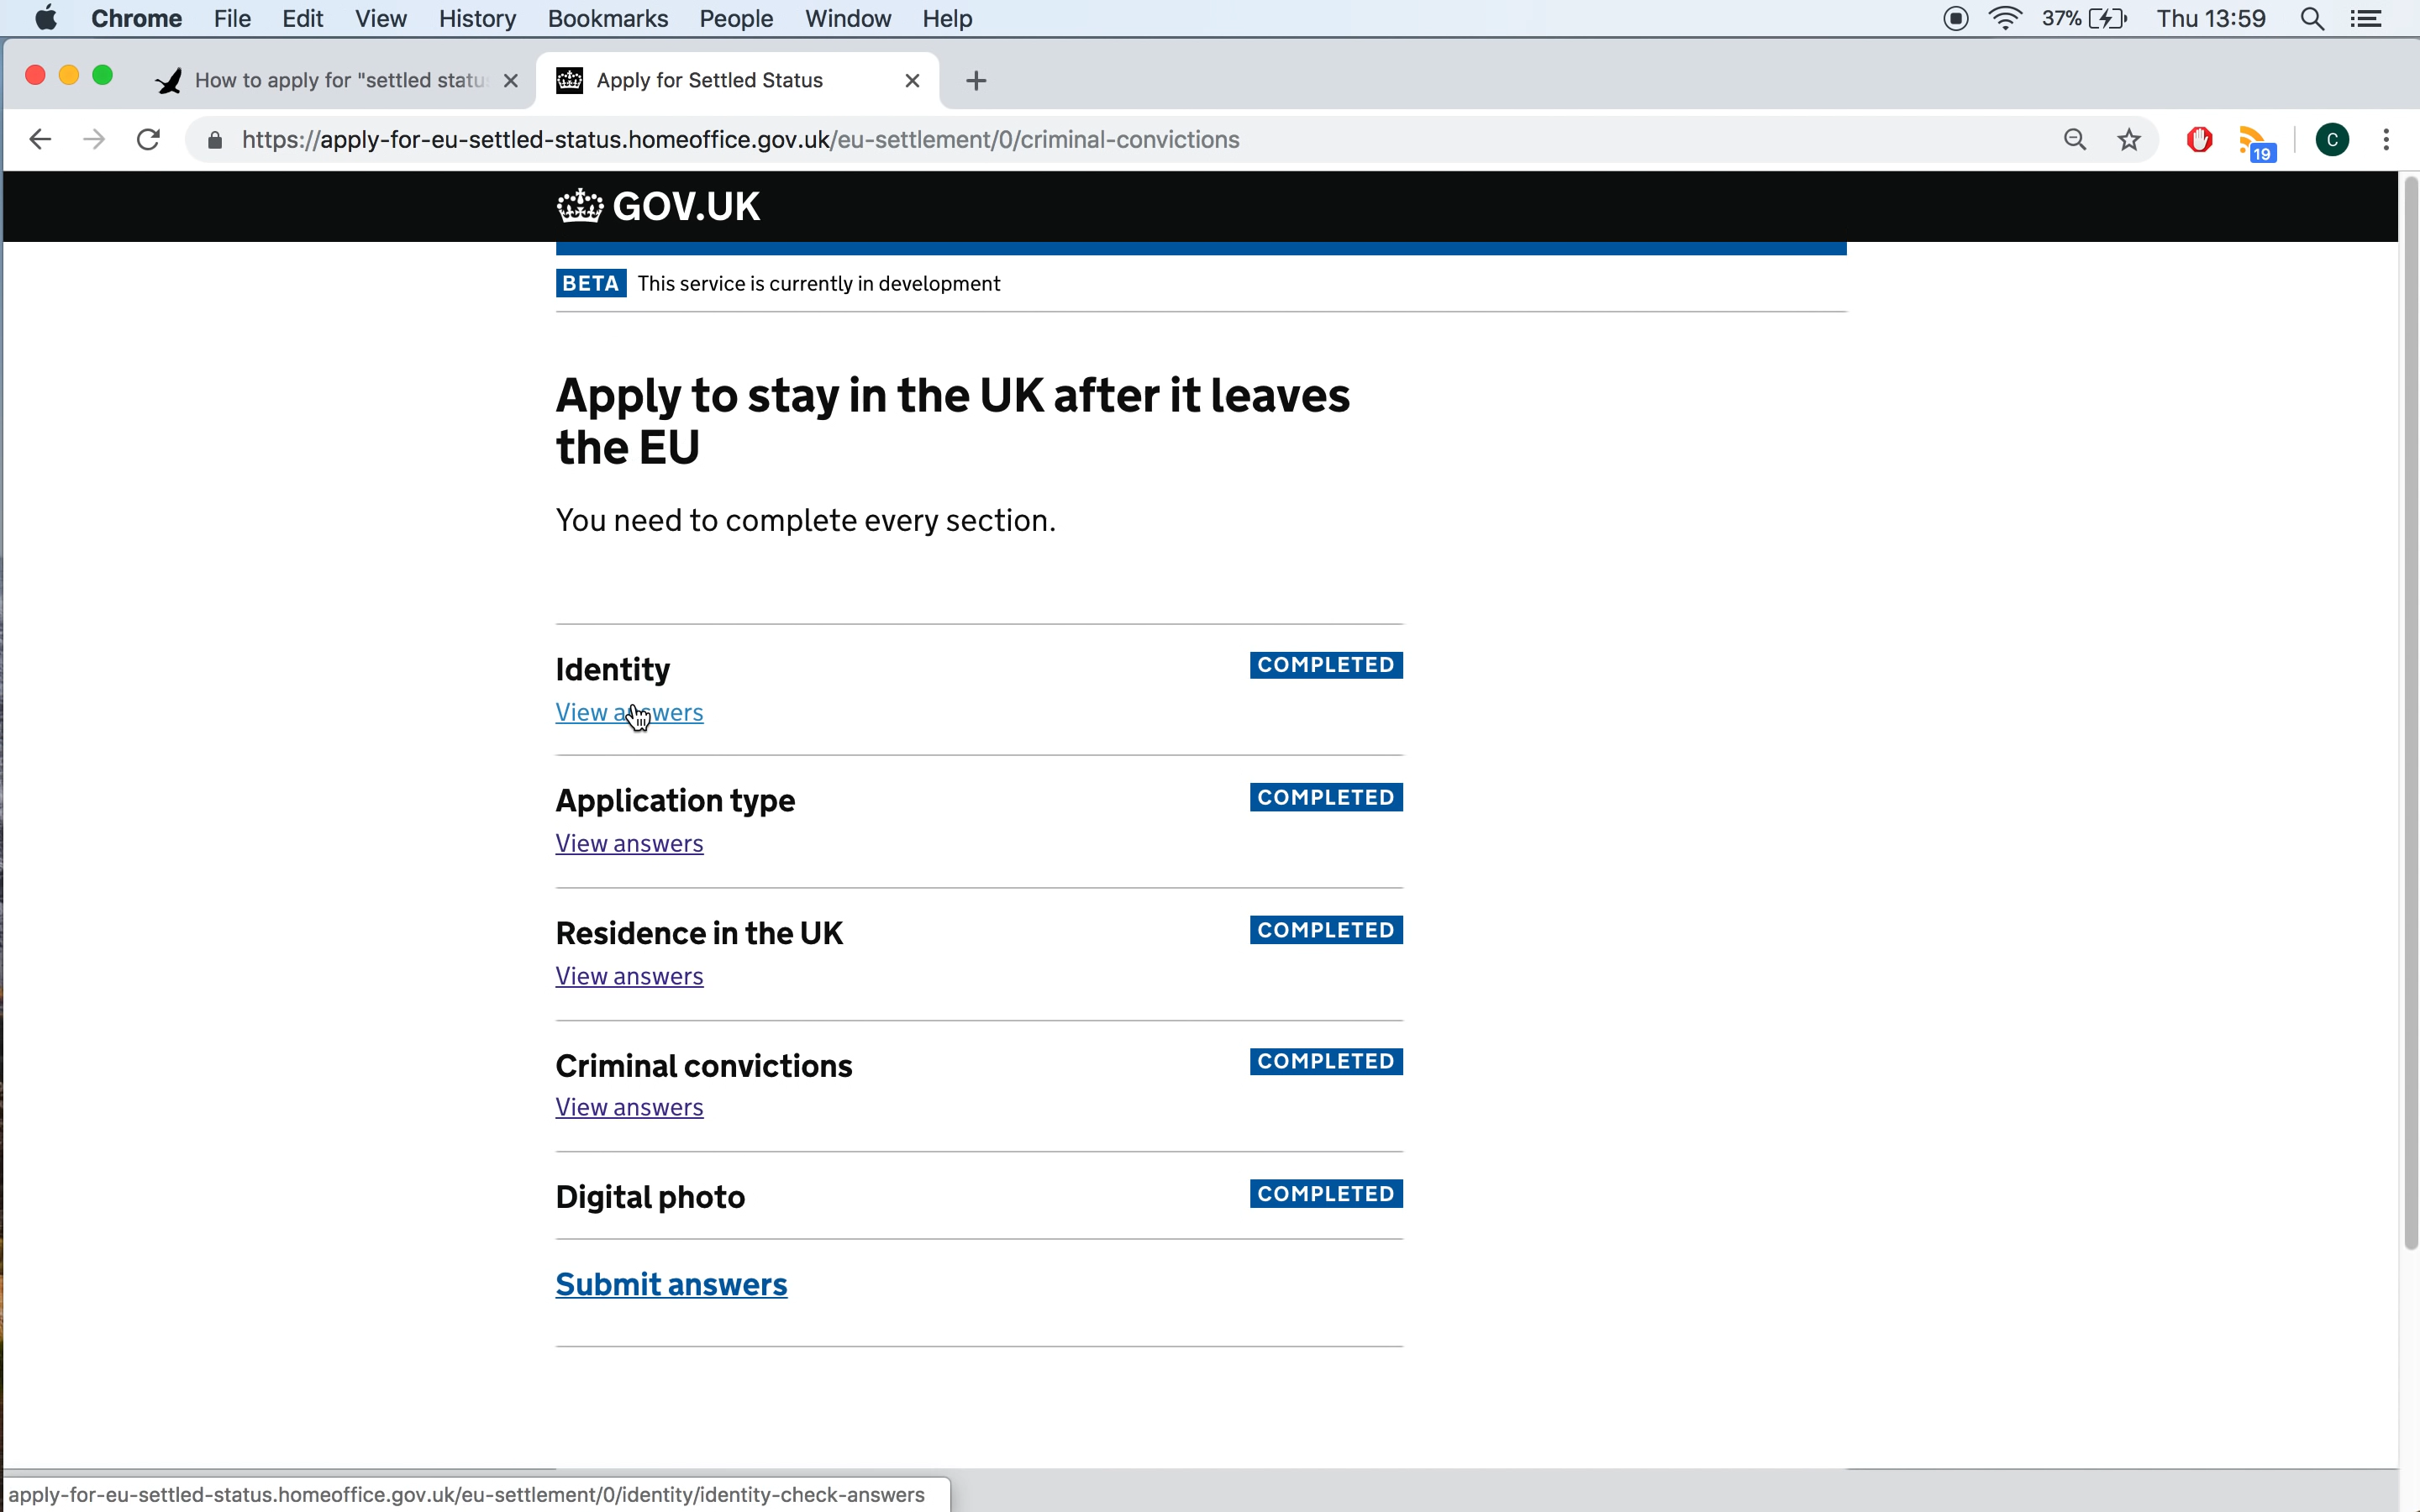 Chrome File Edit View History Bookmarks People Window Help 37% Thu 13:59
How to apply for "settled statu Apply for Settled Status
https://apply-for-eu-settled-status.homeoffice.gov.uk/eu-settlement/0/criminal-convictions 19 C
GOV.UK
BETA This service is currently in development
Apply to stay in the UK after it leaves
the EU
You need to complete every section.
Identity COMPLETED
View answers
Application type COMPLETED
View answers
Residence in the UK COMPLETED
View answers
Criminal convictions COMPLETED
View answers
Digital photo COMPLETED
Submit answers
apply-for-eu-settled-status.homeoffice.gov.uk/eu-settlement/0/identity/identity-check-answers